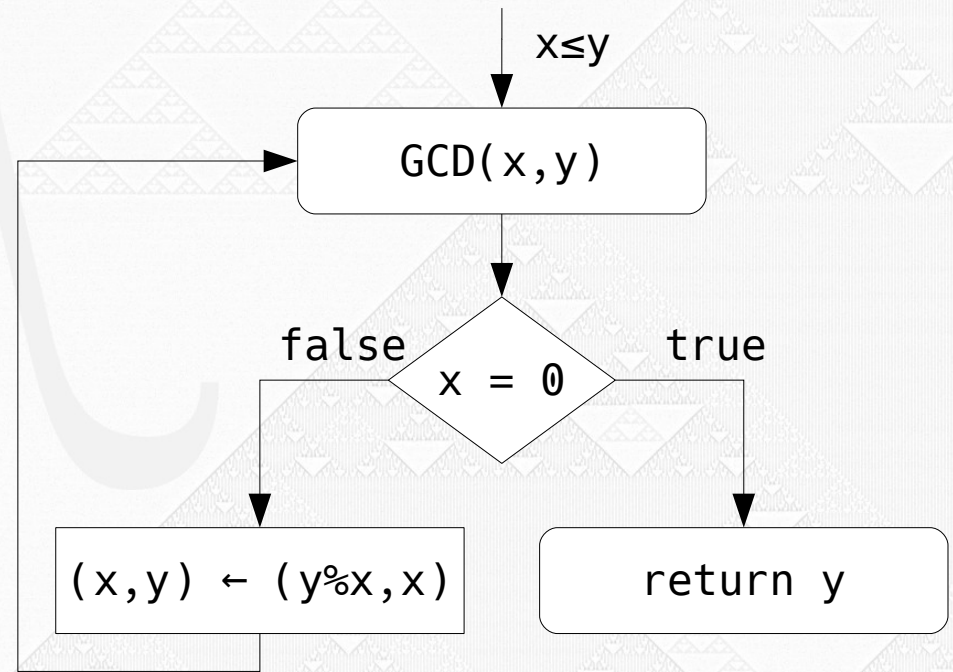 x≤y
GCD(x,y)
false
true
x = 0
(x,y) ← (y%x,x)
return y